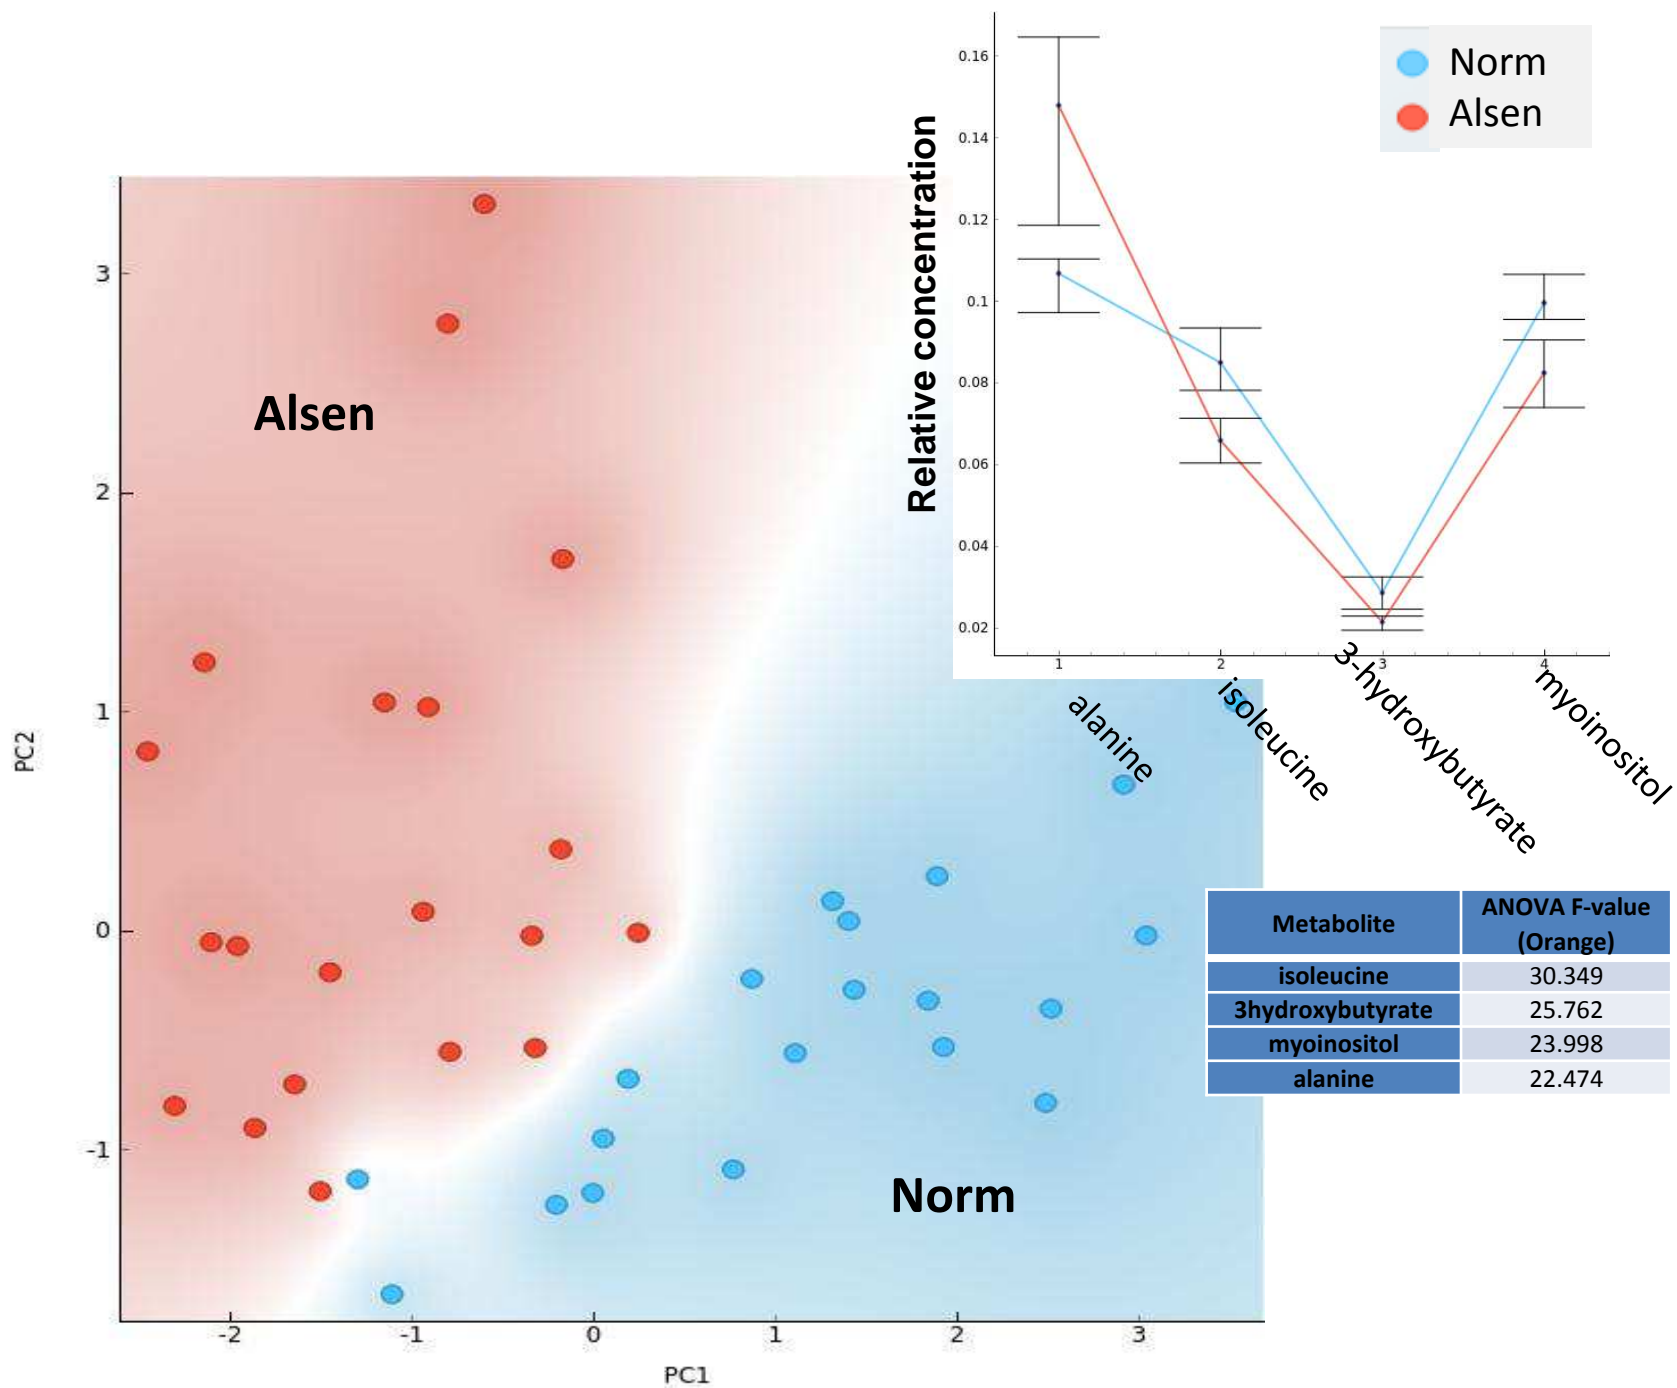 0.16
0.14
0.12
0.1
0.08
0.06
0.04
0.02
Relative concentration
1 2 3 4
alanine
isoleucine
3-hydroxybutyrate
myoinositol
Norm
Alsen
Alsen
Norm
3
2
1
0
-1
PC2
-2 -1 0 1 2 3
PC1
Metabolite ANOVA F-value
(Orange)
isoleucine 30.349
3hydroxybutyrate 25.762
myoinositol 23.998
alanine 22.474